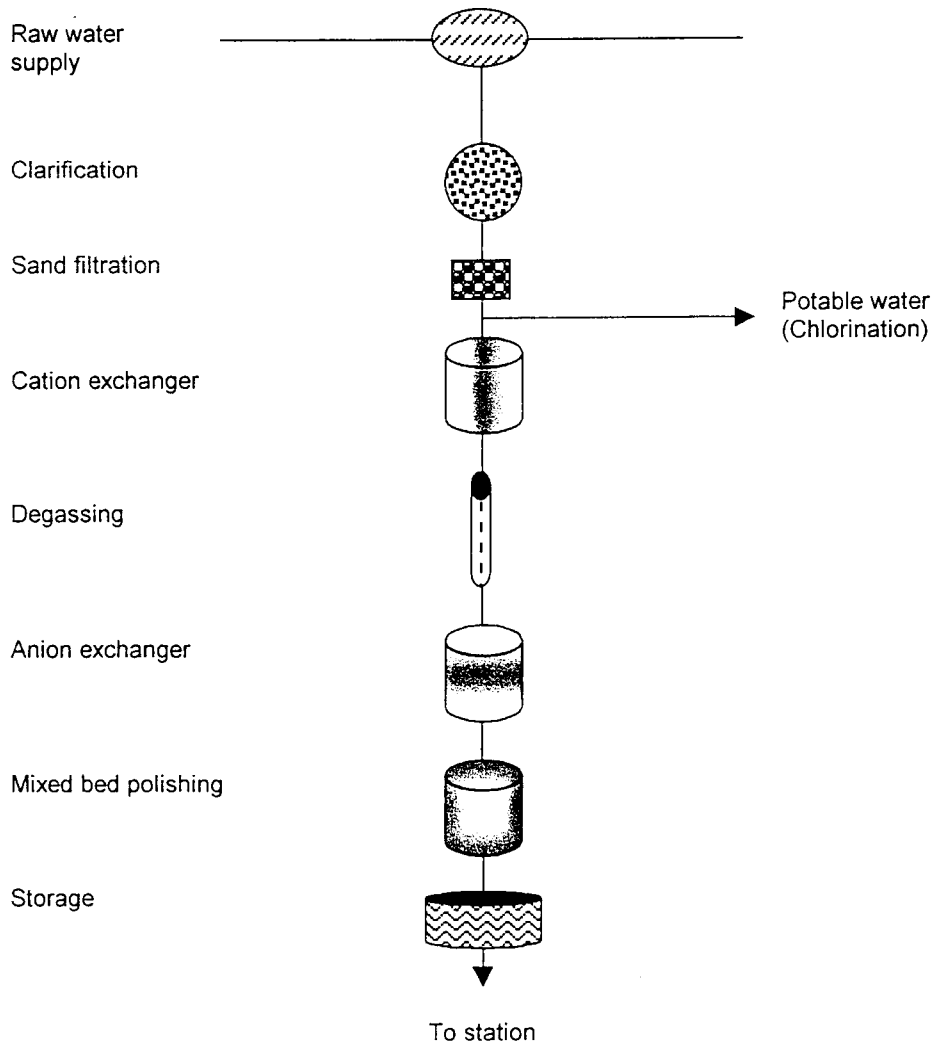 Raw water
supply
Clarification
Sand filtration
Potable water
(Chlorination)
Cation exchanger
Degassing
Anion exchanger
Mixed bed polishing
Storage
To station